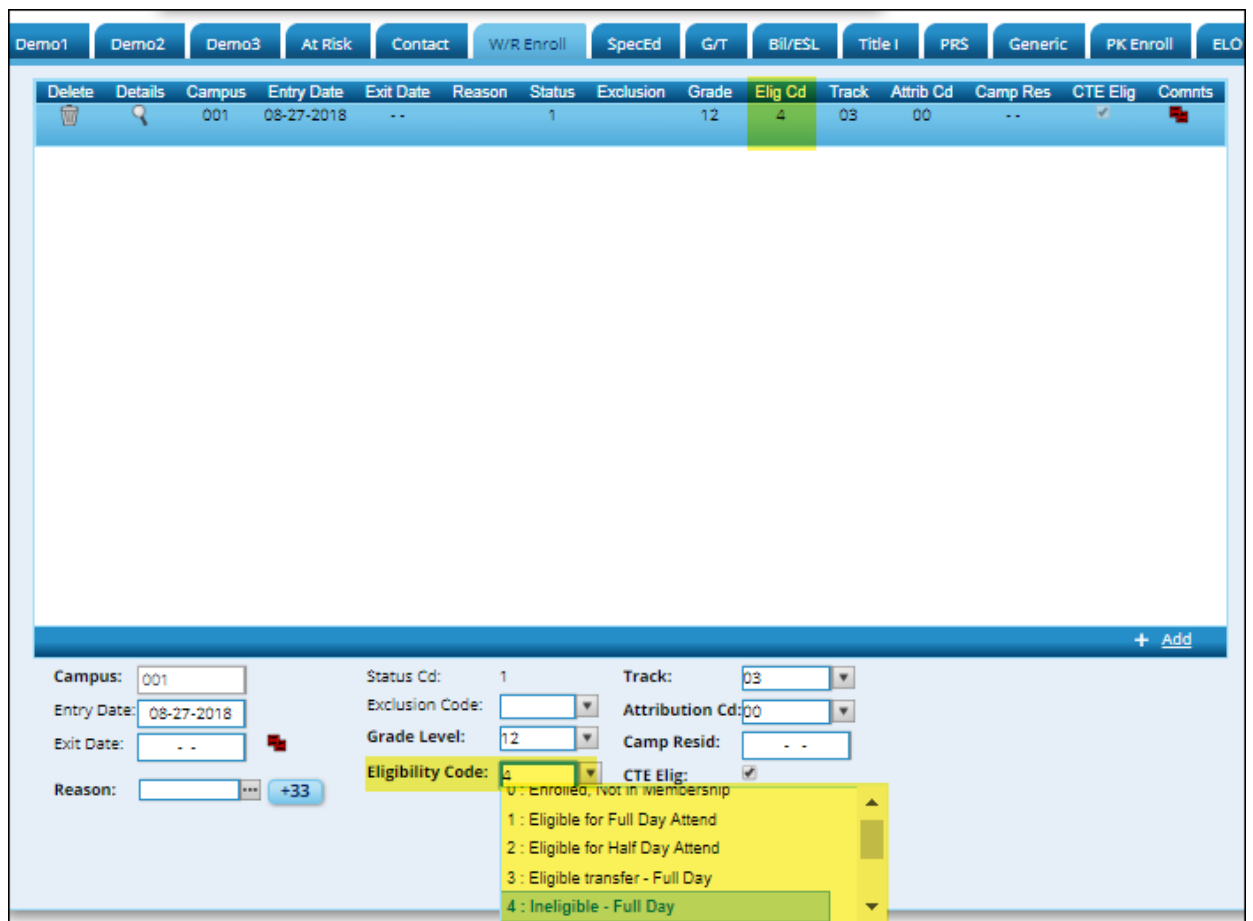 Demo1 Demo2 Demo3 At Risk Contact W/R Enroll SpecEd G/T Bil/ESL Title I PRS Generic PK Enroll ELO
Delete Details Campus Entry Date Exit Date Reason Status Exclusion Grade Elig Cd Track Attrib Cd Camp Res CTE Elig Comnts
001 08-27-2018 - - 1 12 4 03 00 - -
+ Add
Campus: 001 Status Cd: 1 Track: 03
Entry Date: 08-27-2018 Exclusion Code: Attribution Cd: 00
Exit Date: - - Grade Level: 12 Camp Resid: - -
Eligibility Code: 4 CTE Elig:
Reason: ... +33
0 : Enrolled, Not in Membership
1 : Eligible for Full Day Attend
2 : Eligible for Half Day Attend
3 : Eligible transfer - Full Day
4 : Ineligible - Full Day